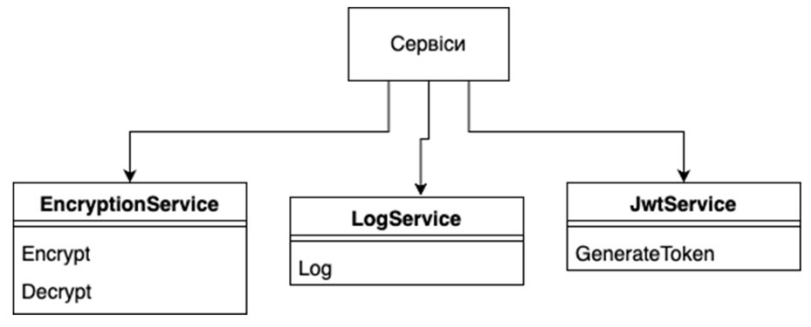 Сервіси
EncryptionService
Encrypt
Decrypt
LogService
Log
JwtService
GenerateToken